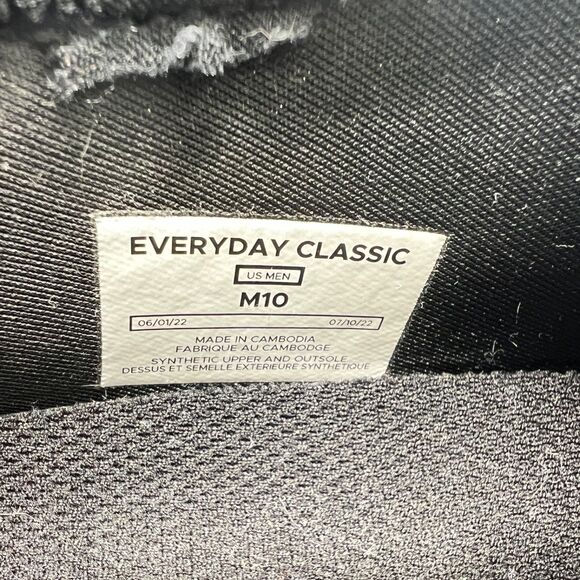 EVERYDAY CLASSIC
US MEN
M10
06/01/22 07/10/22
MADE IN CAMBODIA
FABRIQUE AU CAMBODGE
SYNTHETIC UPPER AND OUTSOLE
DESSUS ET SEMELLE EXTERIEURE SYNTHETIQUE